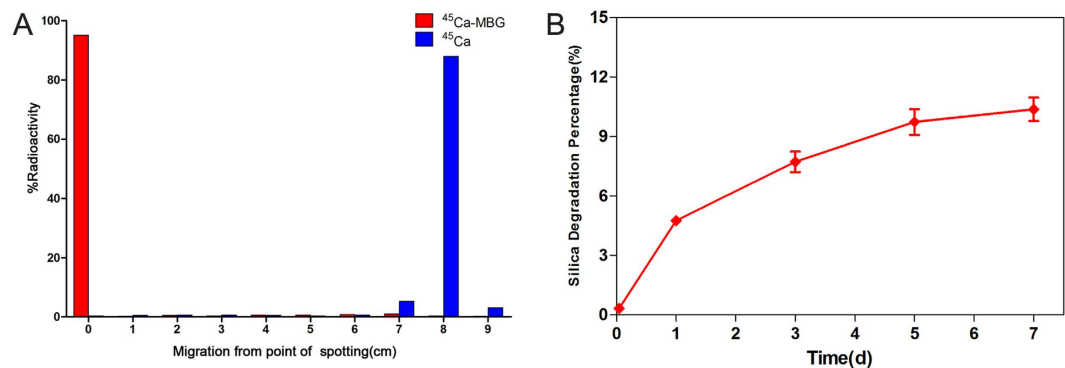 A
100
80
60
40
20
0
%Radioactivity
⁴⁵Ca-MBG
⁴⁵Ca
0 1 2 3 4 5 6 7 8 9
Migration from point of spotting(cm)
B
15
12
9
6
3
0
Silica Degradation Percentage(%)
0 1 2 3 4 5 6 7
Time(d)